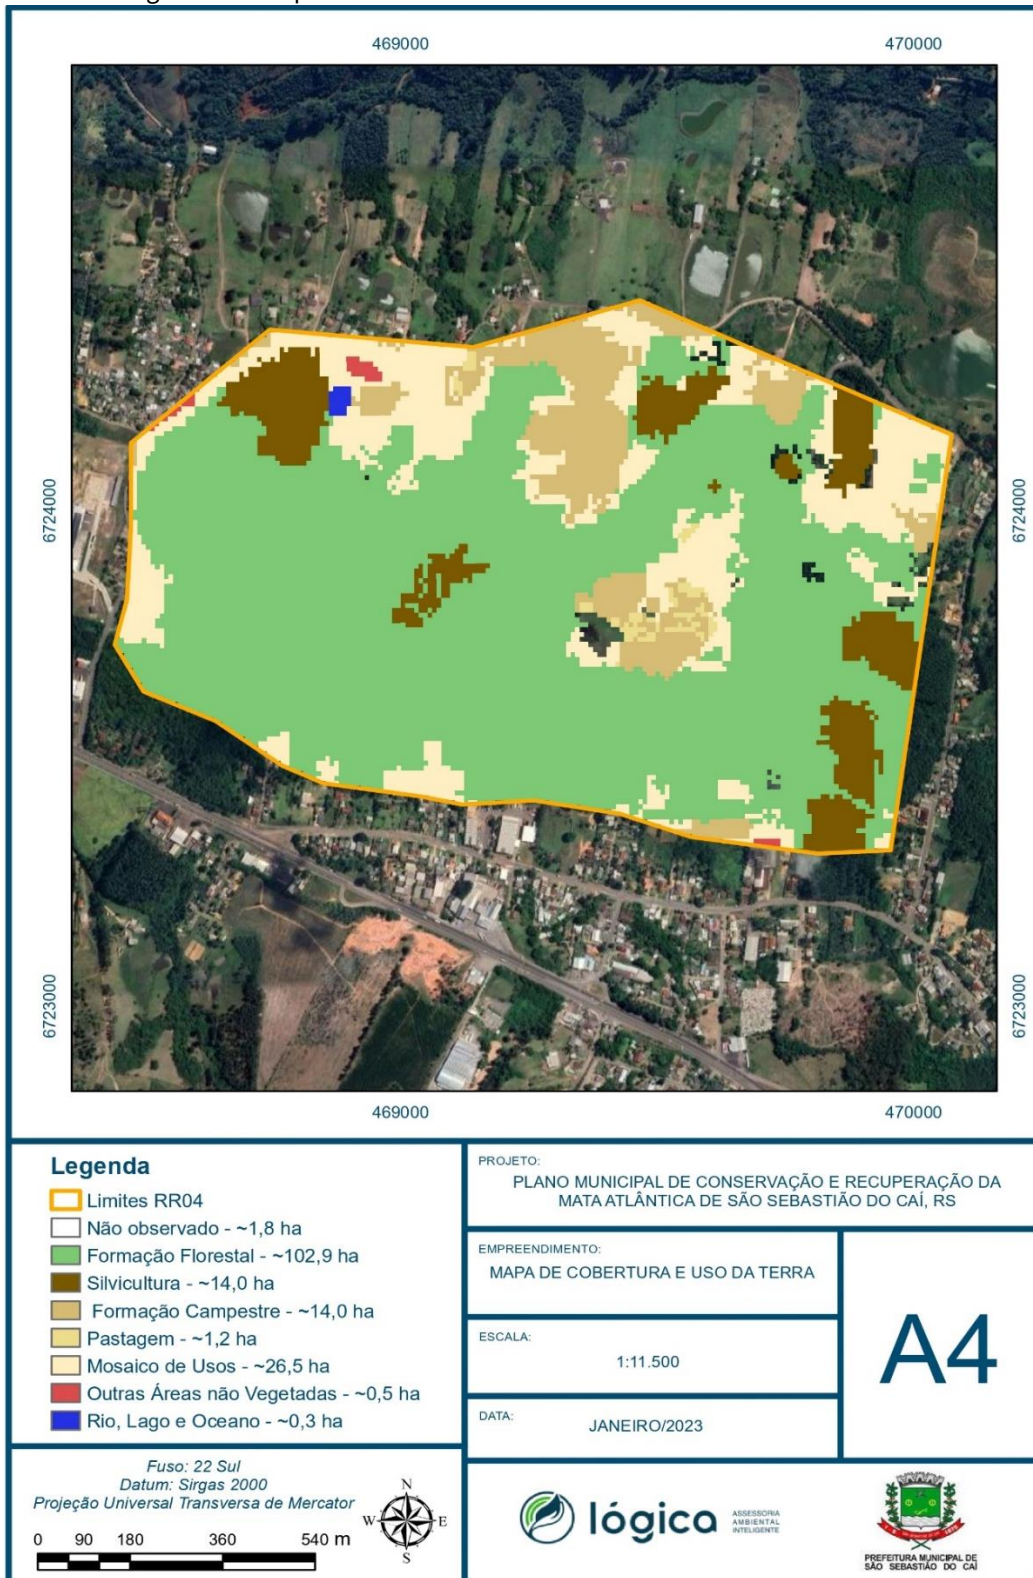 469000
470000
6724000
6724000
6723000
6723000
469000
470000
Legenda
Limites RR04
Não observado - ~1,8 ha
Formação Florestal - ~102,9 ha
Silvicultura - ~14,0 ha
Formação Campestre - ~14,0 ha
Pastagem - ~1,2 ha
Mosaico de Usos - ~26,5 ha
Outras Áreas não Vegetadas - ~0,5 ha
Rio, Lago e Oceano - ~0,3 ha
Fuso: 22 Sul
Datum: Sirgas 2000
Projeção Universal Transversa de Mercator
0 90 180 360 540 m
N
W E
S
PROJETO:
PLANO MUNICIPAL DE CONSERVAÇÃO E RECUPERAÇÃO DA
MATA ATLÂNTICA DE SÃO SEBASTIÃO DO CAÍ, RS
EMPREENDIMENTO:
MAPA DE COBERTURA E USO DA TERRA
ESCALA:
1:11.500
DATA:
JANEIRO/2023
A4
lógica
ASSESSORIA
AMBIENTAL
INTELIGENTE
PREFEITURA MUNICIPAL DE
SÃO SEBASTIÃO DO CAÍ